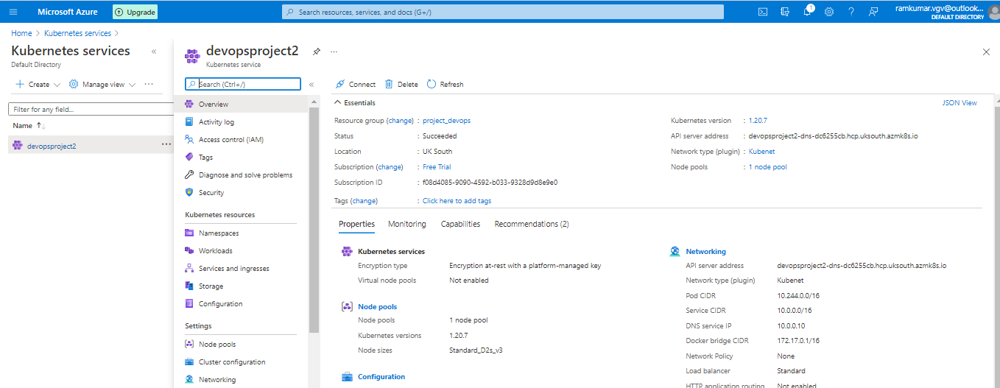 Microsoft Azure
Upgrade
Search resources, services, and docs (G+/)
1
ramkumar.vgv@outlook...
DEFAULT DIRECTORY
Home > Kubernetes services >
Kubernetes services
Default Directory
Create
Manage view
Filter for any field...
Name
devopsproject2
devopsproject2
Kubernetes service
Search (Ctrl+/)
Overview
Activity log
Access control (IAM)
Tags
Diagnose and solve problems
Security
Kubernetes resources
Namespaces
Workloads
Services and ingresses
Storage
Configuration
Settings
Node pools
Cluster configuration
Networking
Connect
Delete
Refresh
Essentials
JSON View
Resource group (change) : project_devops
Status : Succeeded
Location : UK South
Subscription (change) : Free Trial
Subscription ID : f08d4085-9090-4592-b033-9328d9d8e9e0
Tags (change) : Click here to add tags
Kubernetes version : 1.20.7
API server address : devopsproject2-dns-dc6255cb.hcp.uksouth.azmk8s.io
Network type (plugin) : Kubenet
Node pools : 1 node pool
Properties
Monitoring
Capabilities
Recommendations (2)
Kubernetes services
Encryption type Encryption at-rest with a platform-managed key
Virtual node pools Not enabled
Node pools
Node pools 1 node pool
Kubernetes versions 1.20.7
Node sizes Standard_D2s_v3
Configuration
Networking
API server address devopsproject2-dns-dc6255cb.hcp.uksouth.azmk8s.io
Network type (plugin) Kubenet
Pod CIDR 10.244.0.0/16
Service CIDR 10.0.0.0/16
DNS service IP 10.0.0.10
Docker bridge CIDR 172.17.0.1/16
Network Policy None
Load balancer Standard
HTTP application routing Not enabled